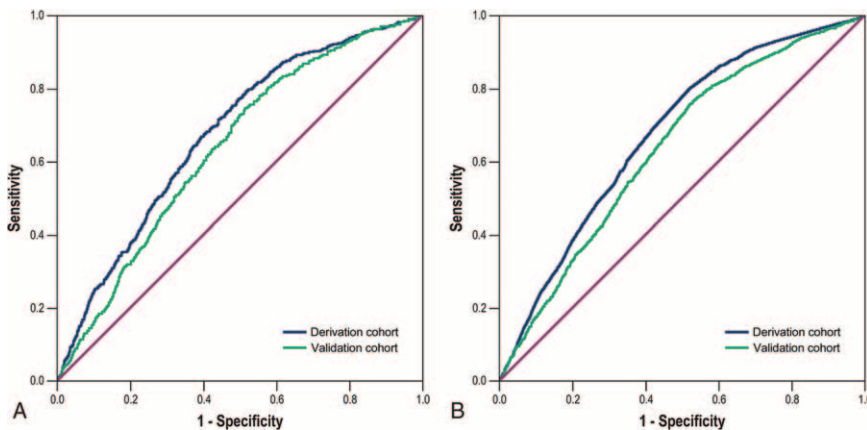 1.0
0.8
0.6
0.4
0.2
0.0
Sensitivity
Derivation cohort
Validation cohort
0.0 0.2 0.4 0.6 0.8 1.0
1 - Specificity
A
1.0
0.8
0.6
0.4
0.2
0.0
Sensitivity
Derivation cohort
Validation cohort
0.0 0.2 0.4 0.6 0.8 1.0
1 - Specificity
B